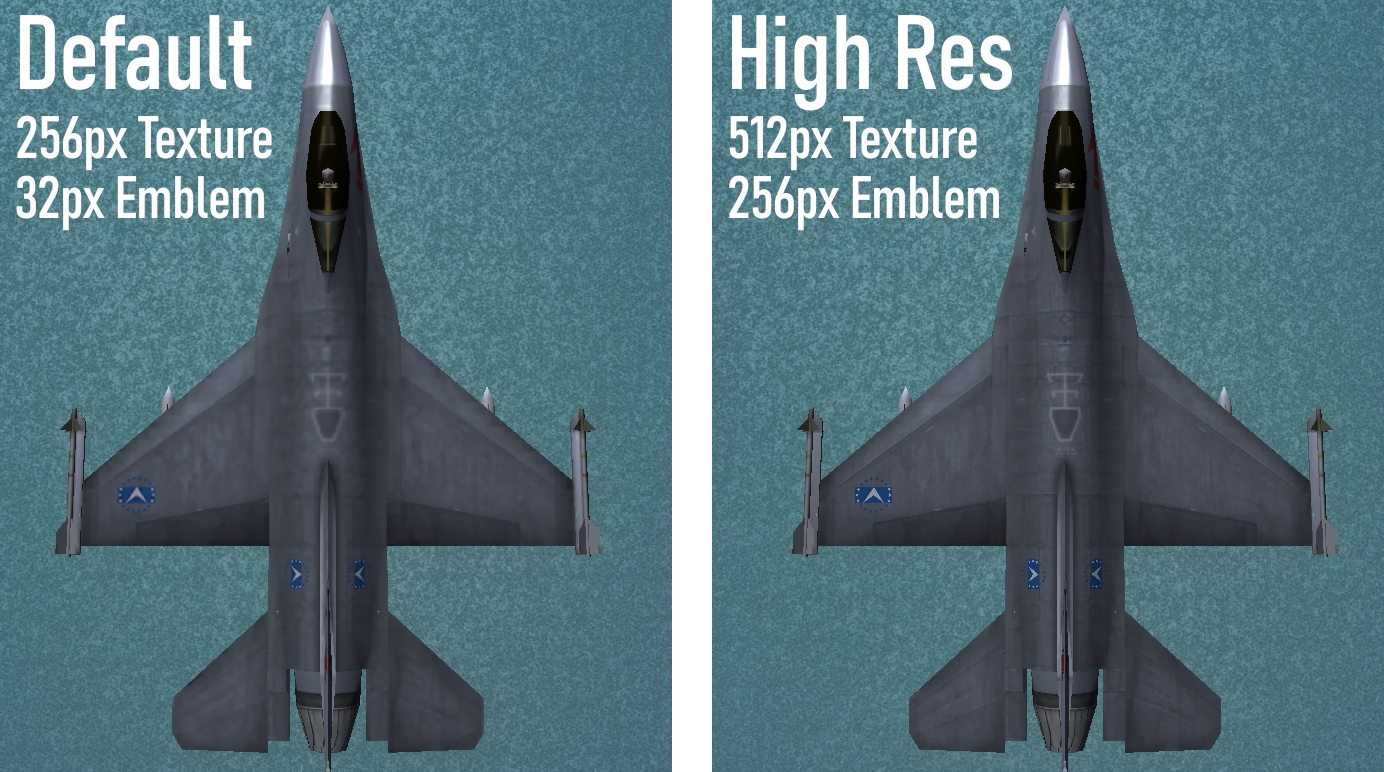 Default
256px Texture
32px Emblem
High Res
512px Texture
256px Emblem